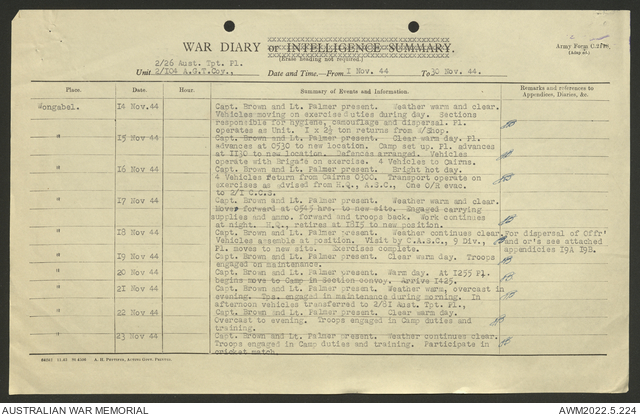 WAR DIARY or INTELLIGENCE SUMMARY.
(Erase heading not required)
Army Form C.2118.
2/26 Aust. Tpt. Pl.
Unit 2/104 A.G.T.Coy., Date and Time—From 1 Nov. 44 To 30 Nov. 44.
Place. Date Hour. Summary of Events and Information. Remarks and references to Appendices, Diaries, &c.
Wongabel. 14 Nov.44 Capt. Brown and Lt. Palmer present. Weather warm and clear.
Vehicles moving on exercise duties during day. Sections
responsible for hygiene, camouflage and dispersal. Pl.
operates as Unit. 1 x 2½ ton returns from W/Shop.
" 15 Nov.44 Capt. Brown and Lt. Palmer present. Clear warm day. Pl.
advances at 0530 to new location. Camp set up. Pl. advances
at 1130 to new location. Defences arranged. Vehicles
operate with Brigade on exercise. 4 Vehicles to Cairns.
" 16 Nov.44 Capt. Brown and Lt. Palmer present. Bright hot day.
4 Vehicles return from Cairns 0300. Transport operate on
exercises as advised from H.Q., A.S.C., One O/R evac.
to 2/1 C.C.S.
" 17 Nov.44 Capt. Brown and Lt. Palmer present. Weather warm and clear.
Move forward at 0545 hrs to new site. Engaged carrying
supplies and ammo. forward and troops back. Work continues
at night. H.Q., retires at 1815 to new position.
" 18 Nov.44 Capt. Brown and Lt. Palmer present. Weather continues clear. For dispersal of Offr'
Vehicles assemble at position. Visit by C.A.S.C., 9 Div., and or's see attached
Pl. moves to new site. Exercises complete. appendicies 19A 19B.
" 19 Nov.44 Capt. Brown and Lt. Palmer present. Clear warm day. Troops
engaged on maintenance.
" 20 Nov.44 Capt. Brown and Lt. Palmer present. Warm day. At 1255 Pl.
begins move to Camp in Section convoy. Arrive 1425.
" 21 Nov.44 Capt. Brown and Lt. Palmer present. Weather warm, overcast in
evening. Tps. engaged in maintenance during morning. In
afternoon vehicles transferred to 2/81 Aust. Tpt. Pl.,
" 22 Nov.44 Capt. Brown and Lt. Palmer present. Clear warm day.
Overcast to evening. Troops engaged in Camp duties and
training.
" 23 Nov 44 Capt. Brown and Lt. Palmer present. Weather continues clear.
Troops engaged in Camp duties and training. Participate in
cricket match.
AUSTRALIAN WAR MEMORIAL
AWM2022.5.224